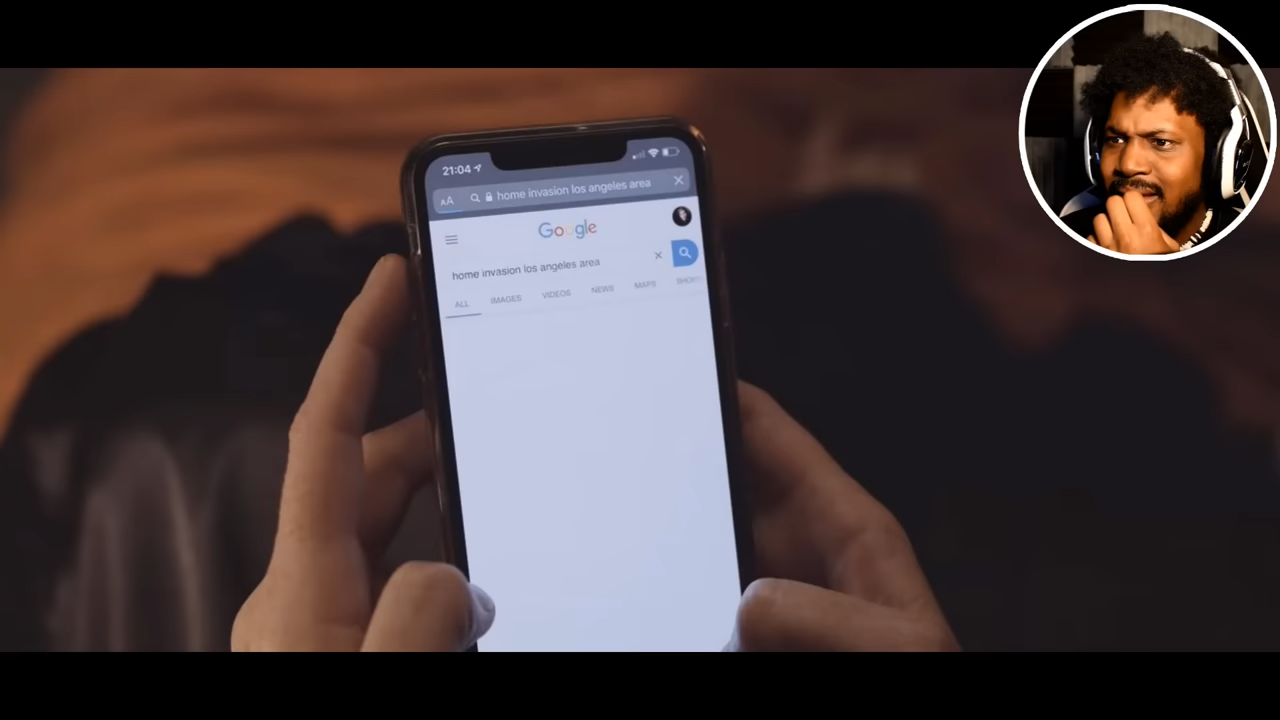 21:04
AA home invasion los angeles area
Google
home invasion los angeles area
ALL IMAGES VIDEOS NEWS MAPS SHOP